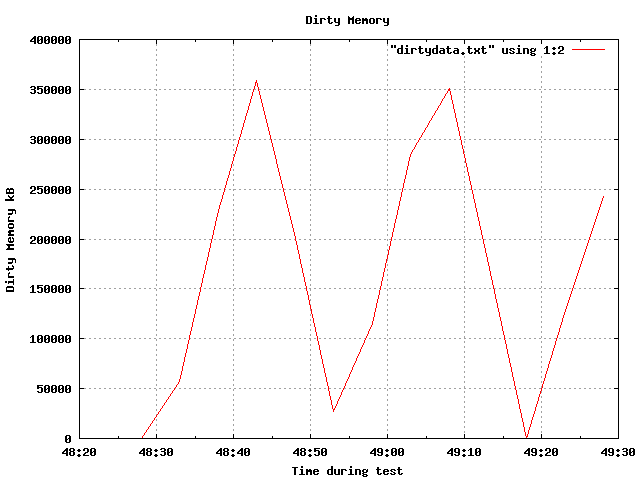 Dirty Memory
400000
"dirtydata.txt" using 1:2
350000
300000
250000
200000
150000
100000
50000
0
Dirty Memory kB
48:20 48:30 48:40 48:50 49:00 49:10 49:20 49:30
Time during test